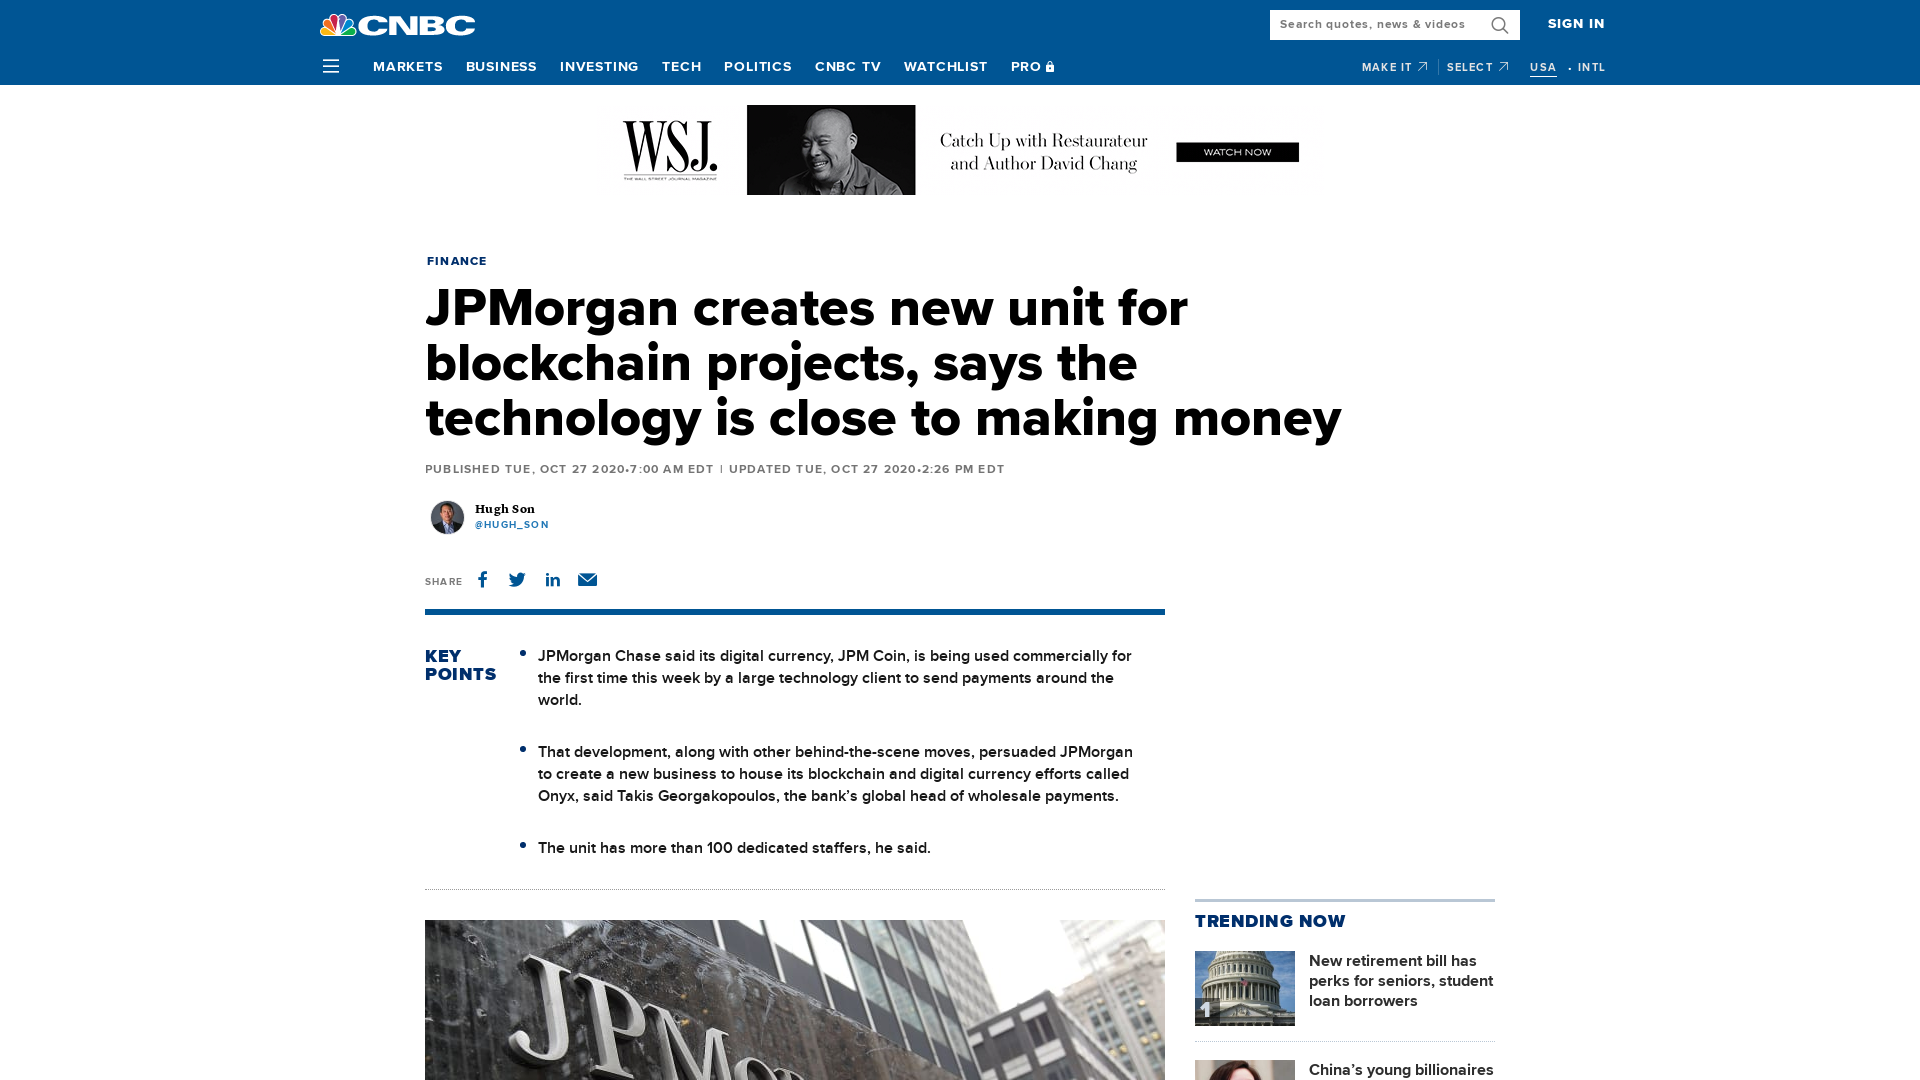 CNBC
Search quotes, news & videos
SIGN IN
MARKETS BUSINESS INVESTING TECH POLITICS CNBC TV WATCHLIST PRO
MAKE IT SELECT USA • INTL
WSJ.
THE WALL STREET JOURNAL MAGAZINE
Catch Up with Restaurateur
and Author David Chang
WATCH NOW
FINANCE
JPMorgan creates new unit for
blockchain projects, says the
technology is close to making money
PUBLISHED TUE, OCT 27 2020•7:00 AM EDT | UPDATED TUE, OCT 27 2020•2:26 PM EDT
Hugh Son
@HUGH_SON
SHARE
KEY
POINTS
• JPMorgan Chase said its digital currency, JPM Coin, is being used commercially for
the first time this week by a large technology client to send payments around the
world.
• That development, along with other behind-the-scene moves, persuaded JPMorgan
to create a new business to house its blockchain and digital currency efforts called
Onyx, said Takis Georgakopoulos, the bank’s global head of wholesale payments.
• The unit has more than 100 dedicated staffers, he said.
JPMo
TRENDING NOW
1
New retirement bill has
perks for seniors, student
loan borrowers
China’s young billionaires